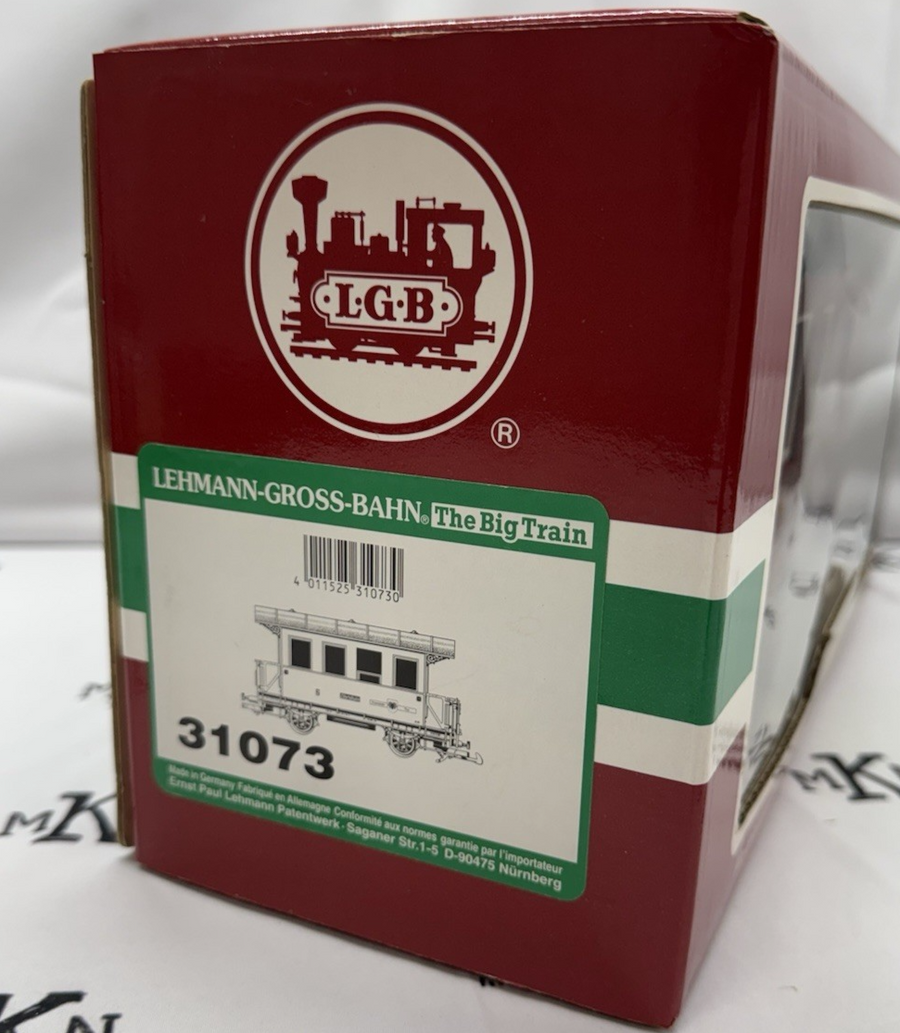 L·G·B
®
LEHMANN-GROSS-BAHN® The Big Train
4 011525 310730
31073
Made in Germany Fabriqué en Allemagne Conformité aux normes garantie par l'importateur
Ernst Paul Lehmann Patentwerk · Saganer Str.1-5 D-90475 Nürnberg
MKN